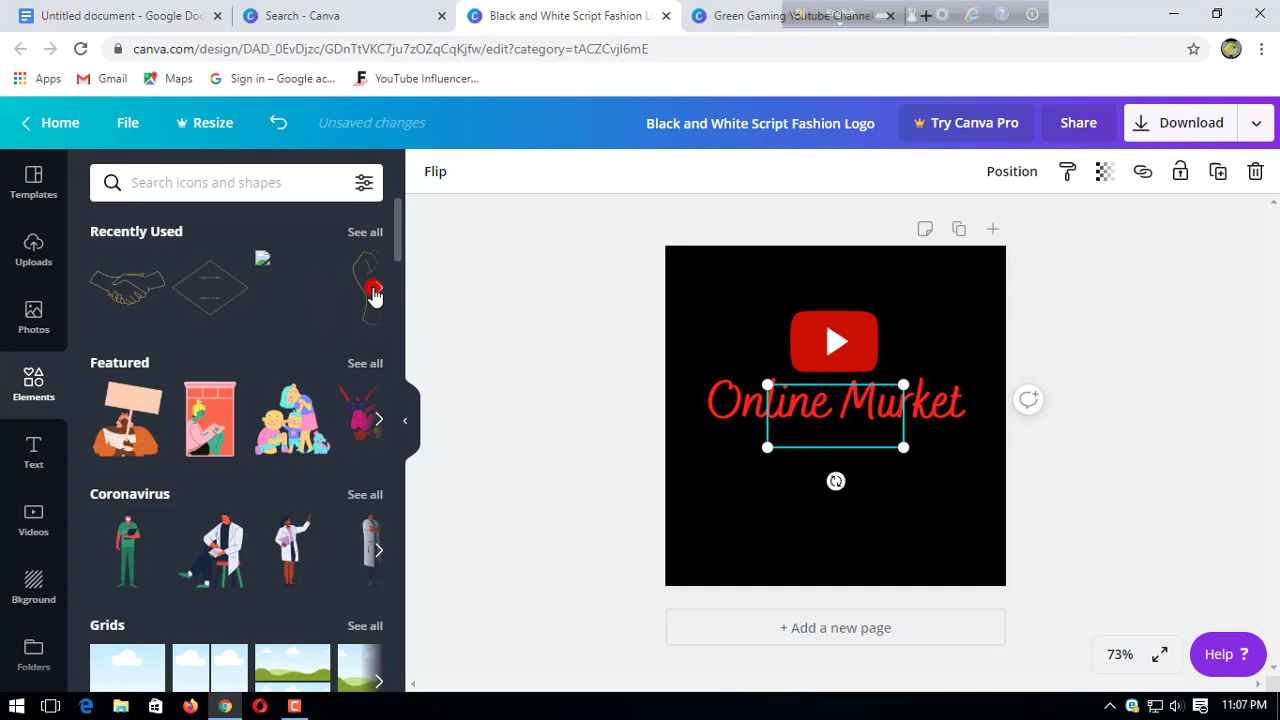 Untitled document - Google Doc
Search - Canva
Black and White Script Fashion L
Green Gaming Youtube Channel
English
canva.com/design/DAD_0EvDjzc/GDnTtVKC7ju7zOZqCqKjfw/edit?category=tACZCvjI6mE
Apps
Gmail
Maps
Sign in – Google ac...
YouTube Influencer...
Home
File
Resize
Unsaved changes
Black and White Script Fashion Logo
Try Canva Pro
Share
Download
Templates
Uploads
Photos
Elements
Text
Videos
Bkground
Folders
Search icons and shapes
Recently Used
See all
Featured
See all
Coronavirus
See all
Grids
See all
Flip
Position
Online Murket
+ Add a new page
73%
Help ?
11:07 PM